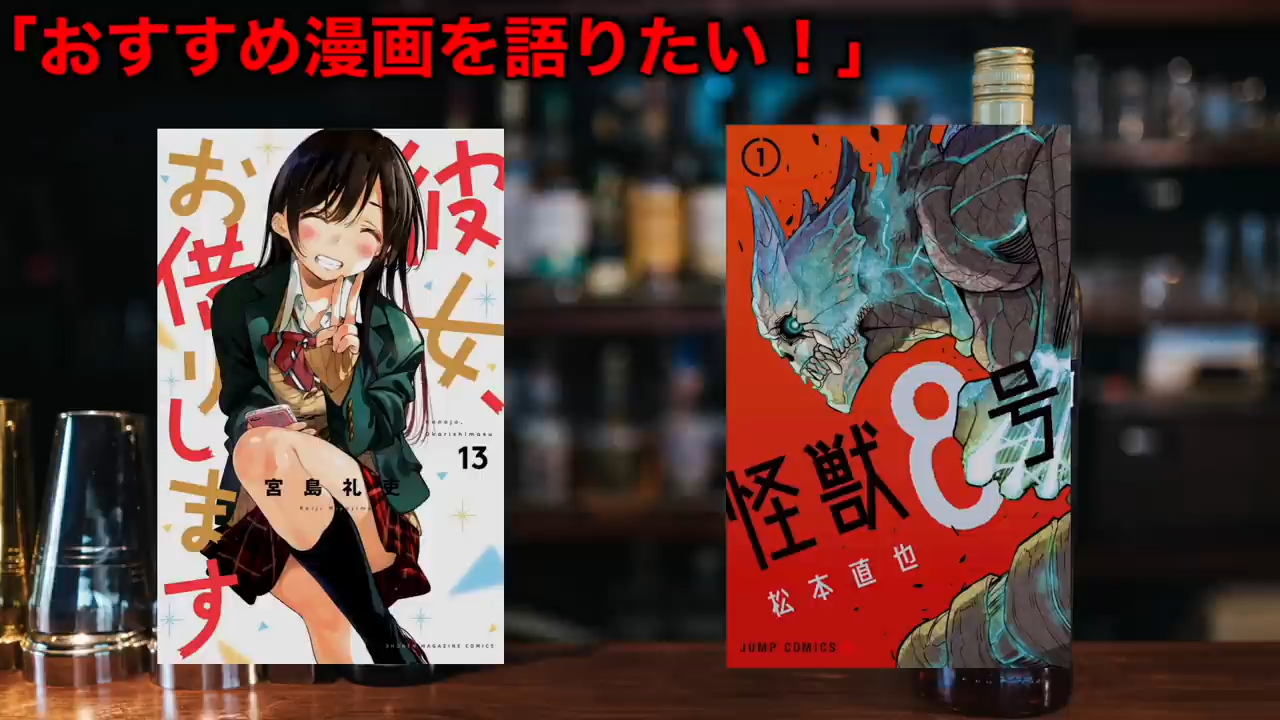 「おすすめ漫画を語りたい！」
彼女、
お借りします
Kanojo,
Okarishimasu
13
宮島礼吏
Reiji Miyajima
SHONEN MAGAZINE COMICS
1
怪獣8号
松本直也
JUMP COMICS